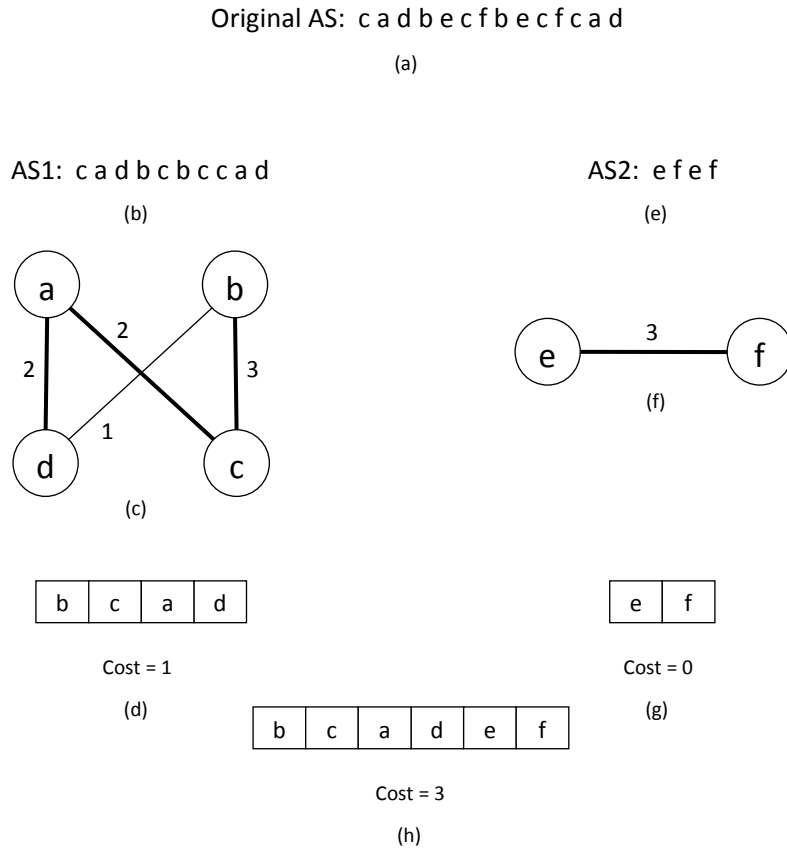 Original AS: c a d b e c f b e c f c a d
(a)
AS1: c a d b c b c c a d
(b)
AS2: e f e f
(e)
a
b
2
2
3
1
d
c
(c)
e
3
f
(f)
b c a d
Cost = 1
(d)
e f
Cost = 0
(g)
b c a d e f
Cost = 3
(h)